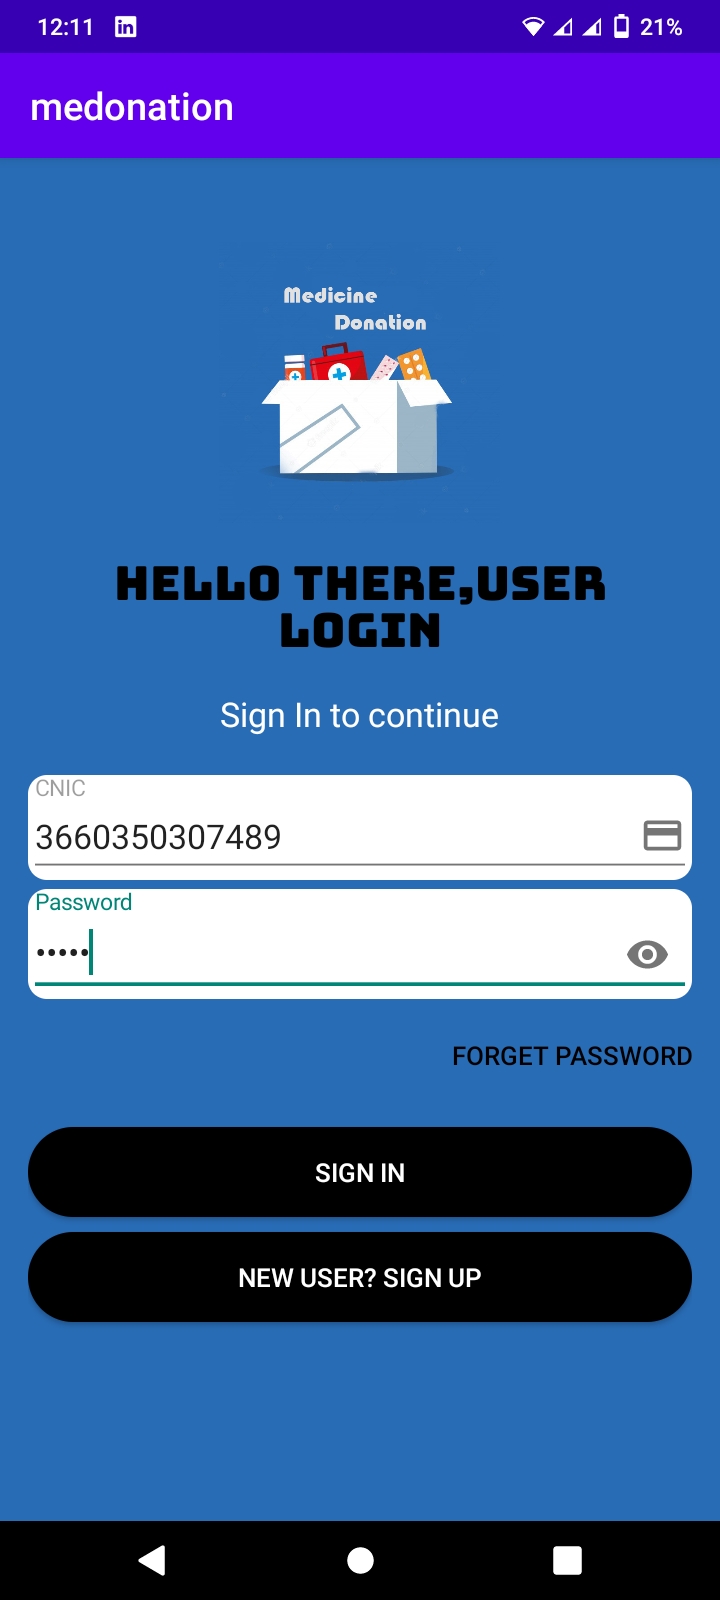 12:11
21%
medonation
Medicine
Donation
HELLO THERE,USER
LOGIN
Sign In to continue
CNIC
3660350307489
Password
•••••
FORGET PASSWORD
SIGN IN
NEW USER? SIGN UP